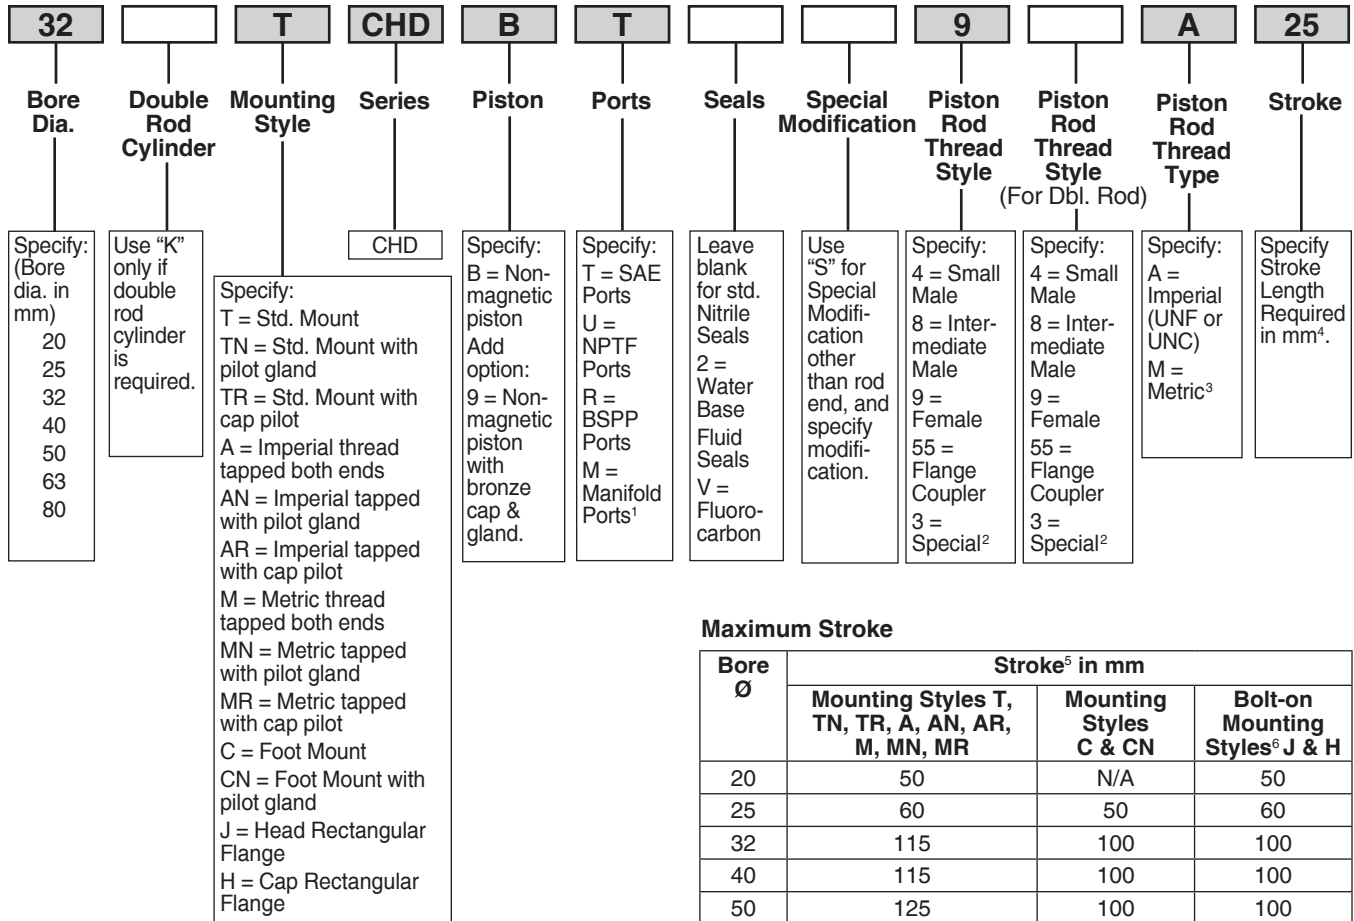 32 T CHD B T 9 A 25
Bore
Dia.
Double
Rod
Cylinder
Mounting
Style
Series
Piston
Ports
Seals
Special
Modification
Piston
Rod
Thread
Style
Piston
Rod
Thread
Style
(For Dbl. Rod)
Piston
Rod
Thread
Type
Stroke
Specify:
(Bore
dia. in
mm)
20
25
32
40
50
63
80
Use “K”
only if
double
rod
cylinder
is
required.
Specify:
T = Std. Mount
TN = Std. Mount with
pilot gland
TR = Std. Mount with
cap pilot
A = Imperial thread
tapped both ends
AN = Imperial tapped
with pilot gland
AR = Imperial tapped
with cap pilot
M = Metric thread
tapped both ends
MN = Metric tapped
with pilot gland
MR = Metric tapped
with cap pilot
C = Foot Mount
CN = Foot Mount with
pilot gland
J = Head Rectangular
Flange
H = Cap Rectangular
Flange
CHD
Specify:
B = Non-
magnetic
piston
Add
option:
9 = Non-
magnetic
piston
with
bronze
cap &
gland.
Specify:
T = SAE
Ports
U =
NPTF
Ports
R =
BSPP
Ports
M =
Manifold
Ports¹
Leave
blank
for std.
Nitrile
Seals
2 =
Water
Base
Fluid
Seals
V =
Fluoro-
carbon
Use
“S” for
Special
Modifi-
cation
other
than rod
end, and
specify
modifi-
cation.
Specify:
4 = Small
Male
8 = Inter-
mediate
Male
9 =
Female
55 =
Flange
Coupler
3 =
Special²
Specify:
4 = Small
Male
8 = Inter-
mediate
Male
9 =
Female
55 =
Flange
Coupler
3 =
Special²
Specify:
A =
Imperial
(UNF or
UNC)
M =
Metric³
Specify
Stroke
Length
Required
in mm⁴.
Maximum Stroke
Bore
Ø
Stroke⁵ in mm
Mounting Styles T,
TN, TR, A, AN, AR,
M, MN, MR
Mounting
Styles
C & CN
Bolt-on
Mounting
Styles⁶ J & H
20 50 N/A 50
25 60 50 60
32 115 100 100
40 115 100 100
50 125 100 100